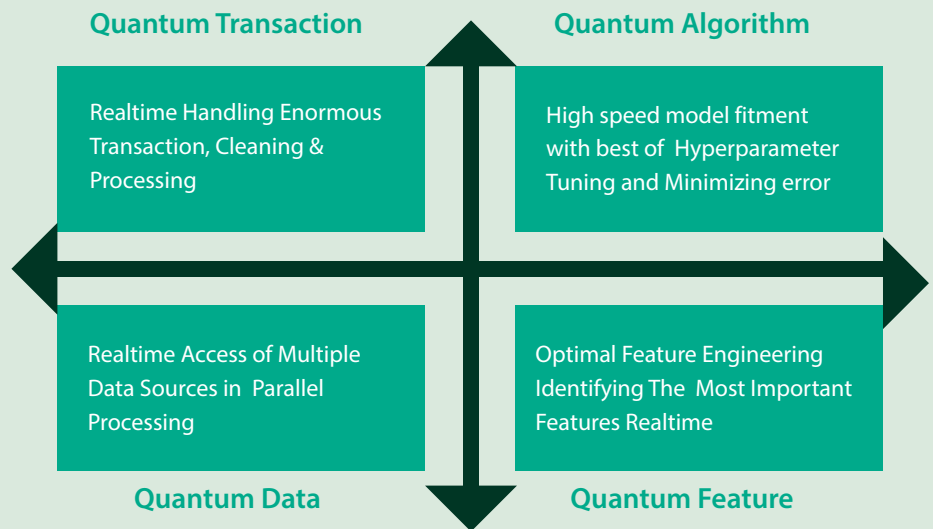 Quantum Transaction
Realtime Handling Enormous
Transaction, Cleaning &
Processing
Quantum Algorithm
High speed model fitment
with best of Hyperparameter
Tuning and Minimizing error
Realtime Access of Multiple
Data Sources in Parallel
Processing
Quantum Data
Optimal Feature Engineering
Identifying The Most Important
Features Realtime
Quantum Feature